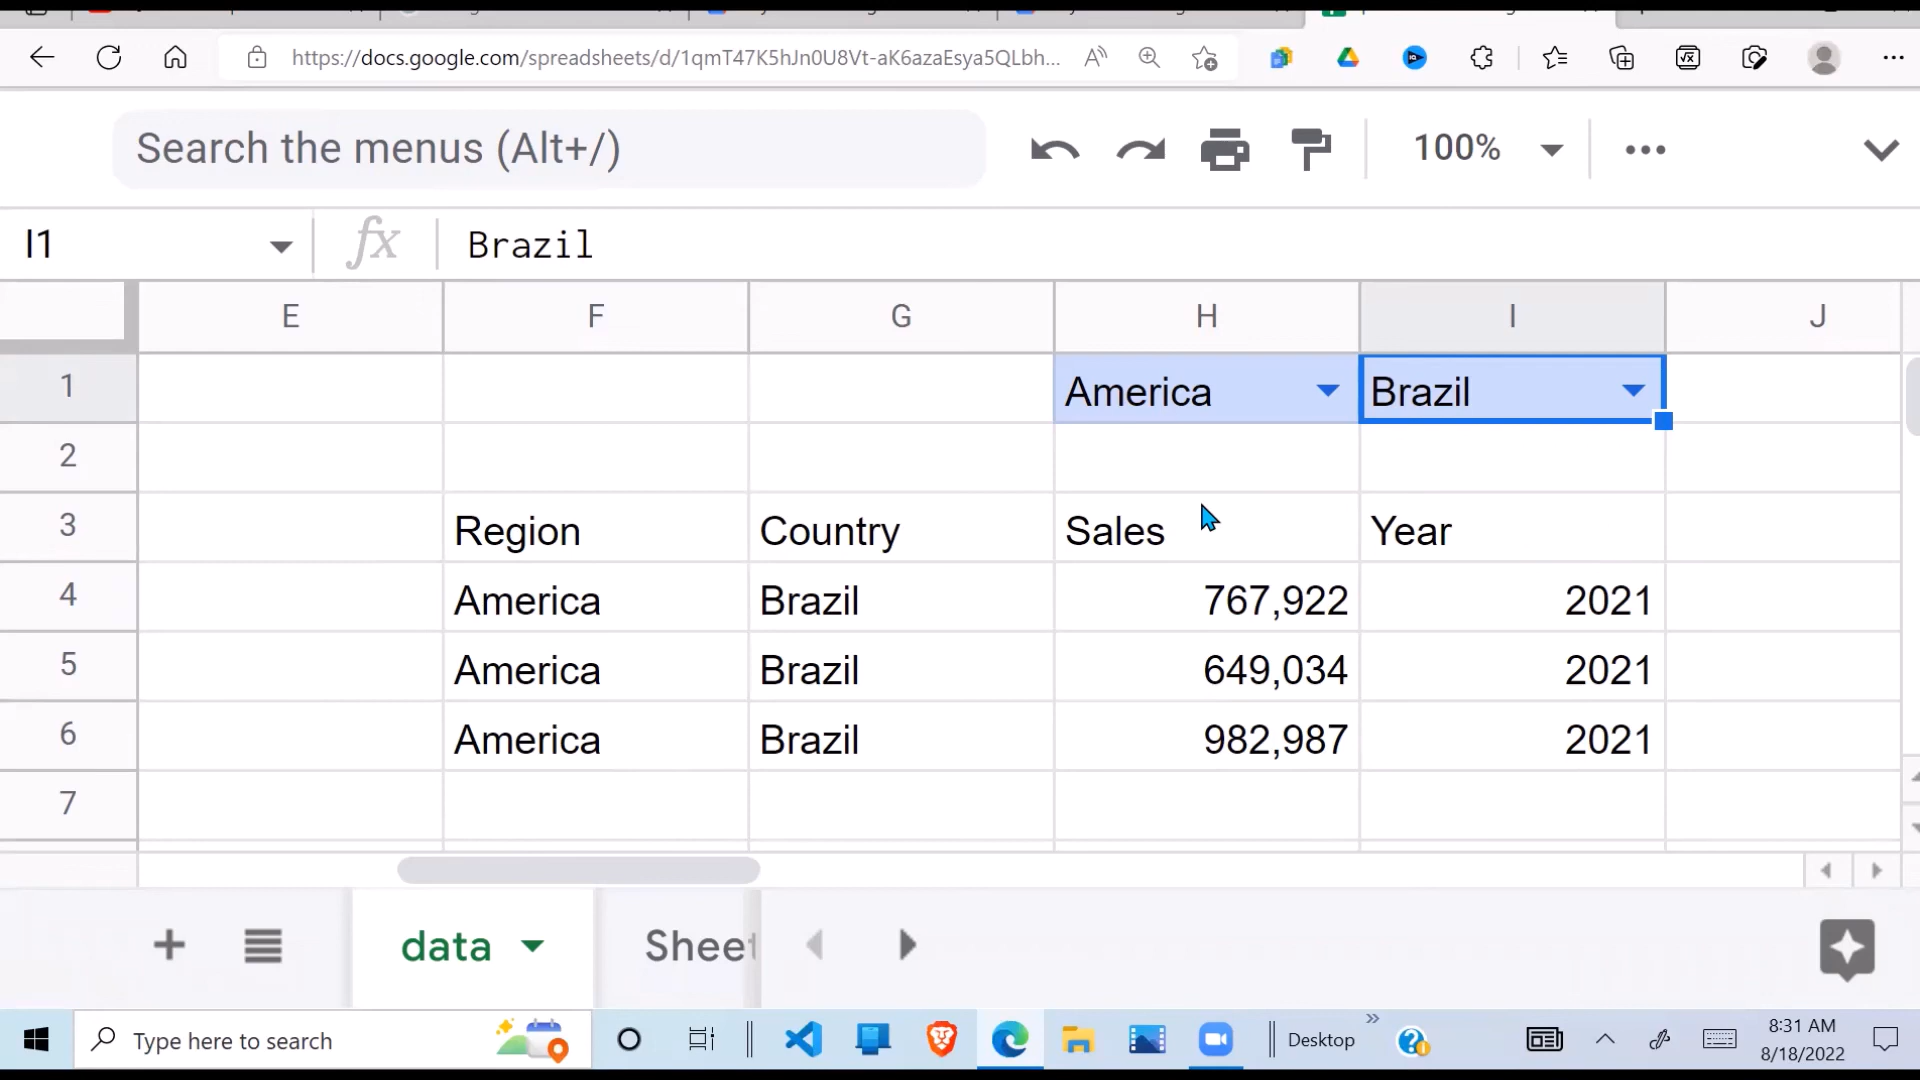 https://docs.google.com/spreadsheets/d/1qmT47K5hJn0U8Vt-aK6azaEsya5QLbh...
Search the menus (Alt+/) 100%
I1 fx Brazil
E F G H I J
1 America Brazil
2
3 Region Country Sales Year
4 America Brazil 767,922 2021
5 America Brazil 649,034 2021
6 America Brazil 982,987 2021
7
data Sheet
Type here to search Desktop 8:31 AM
8/18/2022